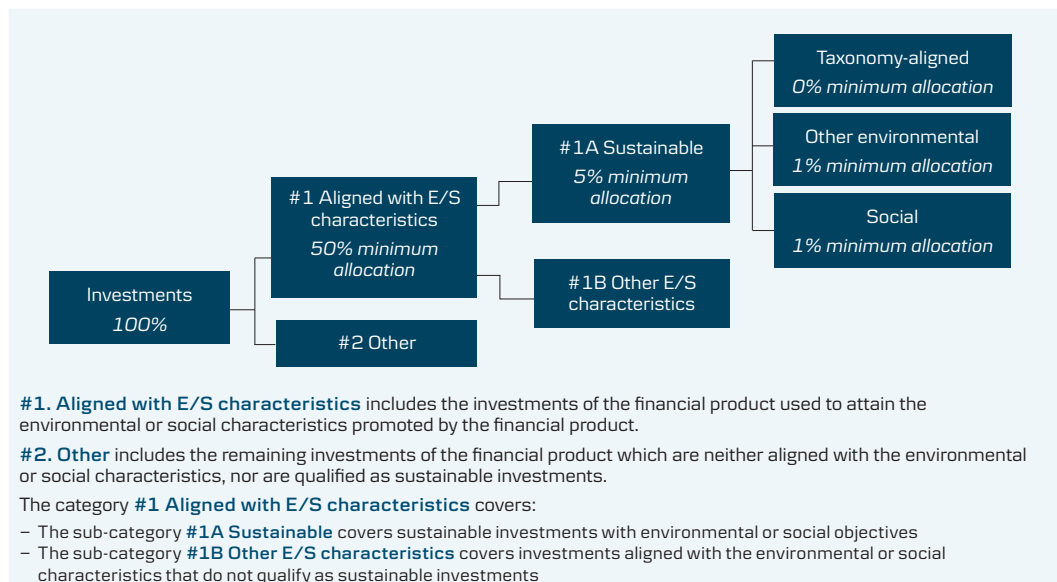 Taxonomy-aligned
0% minimum allocation
Other environmental
1% minimum allocation
Social
1% minimum allocation
#1A Sustainable
5% minimum
allocation
#1B Other E/S
characteristics
#1 Aligned with E/S
characteristics
50% minimum
allocation
#2 Other
Investments
100%
#1. Aligned with E/S characteristics includes the investments of the financial product used to attain the
environmental or social characteristics promoted by the financial product.
#2. Other includes the remaining investments of the financial product which are neither aligned with the environmental
or social characteristics, nor are qualified as sustainable investments.
The category #1 Aligned with E/S characteristics covers:
– The sub-category #1A Sustainable covers sustainable investments with environmental or social objectives
– The sub-category #1B Other E/S characteristics covers investments aligned with the environmental or social
characteristics that do not qualify as sustainable investments